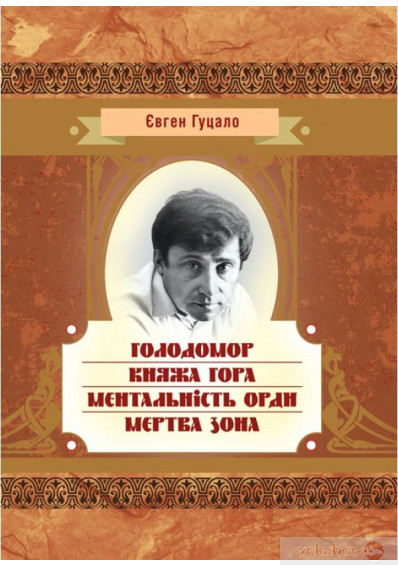 Євген Гуцало
ГОЛОДОМОР
КНЯЖА ГОРА
МЕНТАЛЬНІСТЬ ОРДИ
МЕРТВА ЗОНА